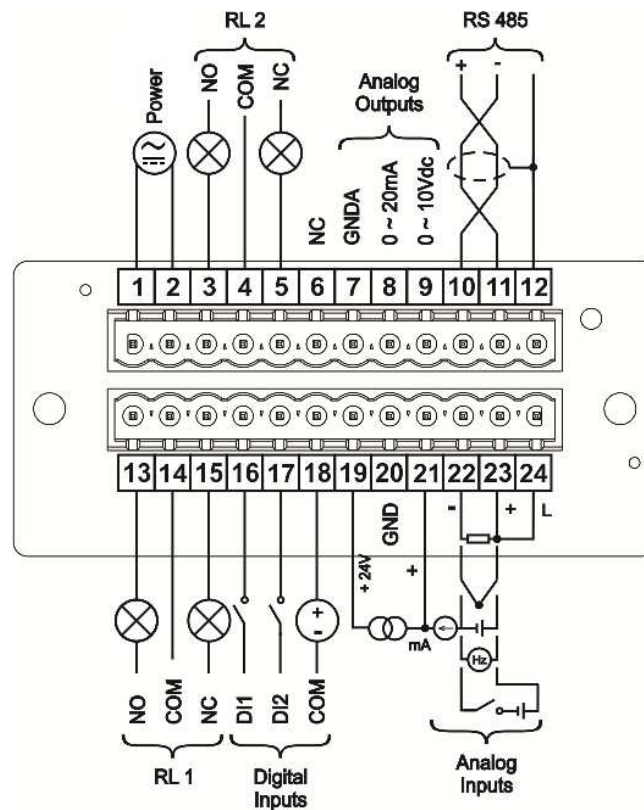 RL 2
RS 485
Power
NO
COM
NC
Analog
Outputs
+
-
NC
GNDA
0 ~ 20mA
0 ~ 10Vdc
1 2 3 4 5 6 7 8 9 10 11 12
13 14 15 16 17 18 19 20 21 22 23 24
+ 24V
GND
+
-
+
L
+
-
mA
Hz
NO
COM
NC
DI1
DI2
COM
RL 1
Digital
Inputs
Analog
Inputs